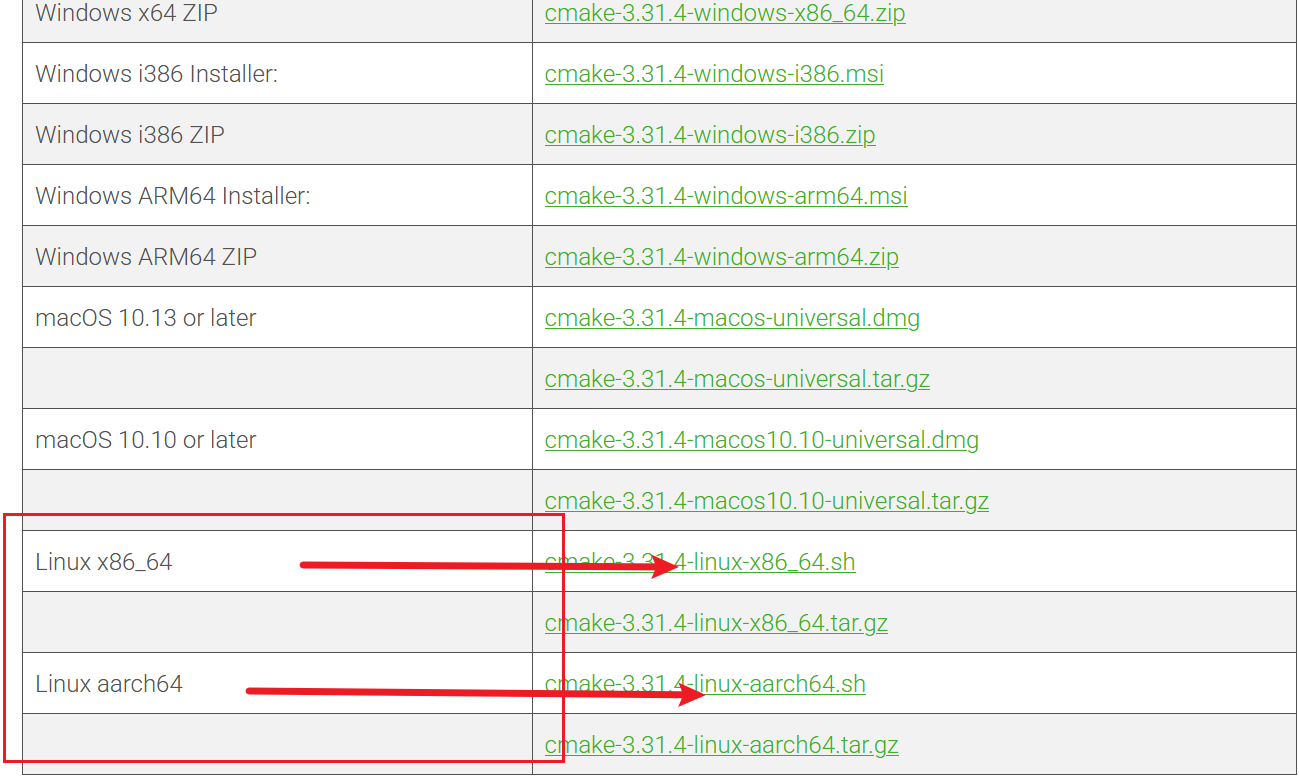 Windows x64 ZIP cmake-3.31.4-windows-x86_64.zip
Windows i386 Installer: cmake-3.31.4-windows-i386.msi
Windows i386 ZIP cmake-3.31.4-windows-i386.zip
Windows ARM64 Installer: cmake-3.31.4-windows-arm64.msi
Windows ARM64 ZIP cmake-3.31.4-windows-arm64.zip
macOS 10.13 or later cmake-3.31.4-macos-universal.dmg
cmake-3.31.4-macos-universal.tar.gz
macOS 10.10 or later cmake-3.31.4-macos10.10-universal.dmg
cmake-3.31.4-macos10.10-universal.tar.gz
Linux x86_64 cmake-3.31.4-linux-x86_64.sh
cmake-3.31.4-linux-x86_64.tar.gz
Linux aarch64 cmake-3.31.4-linux-aarch64.sh
cmake-3.31.4-linux-aarch64.tar.gz